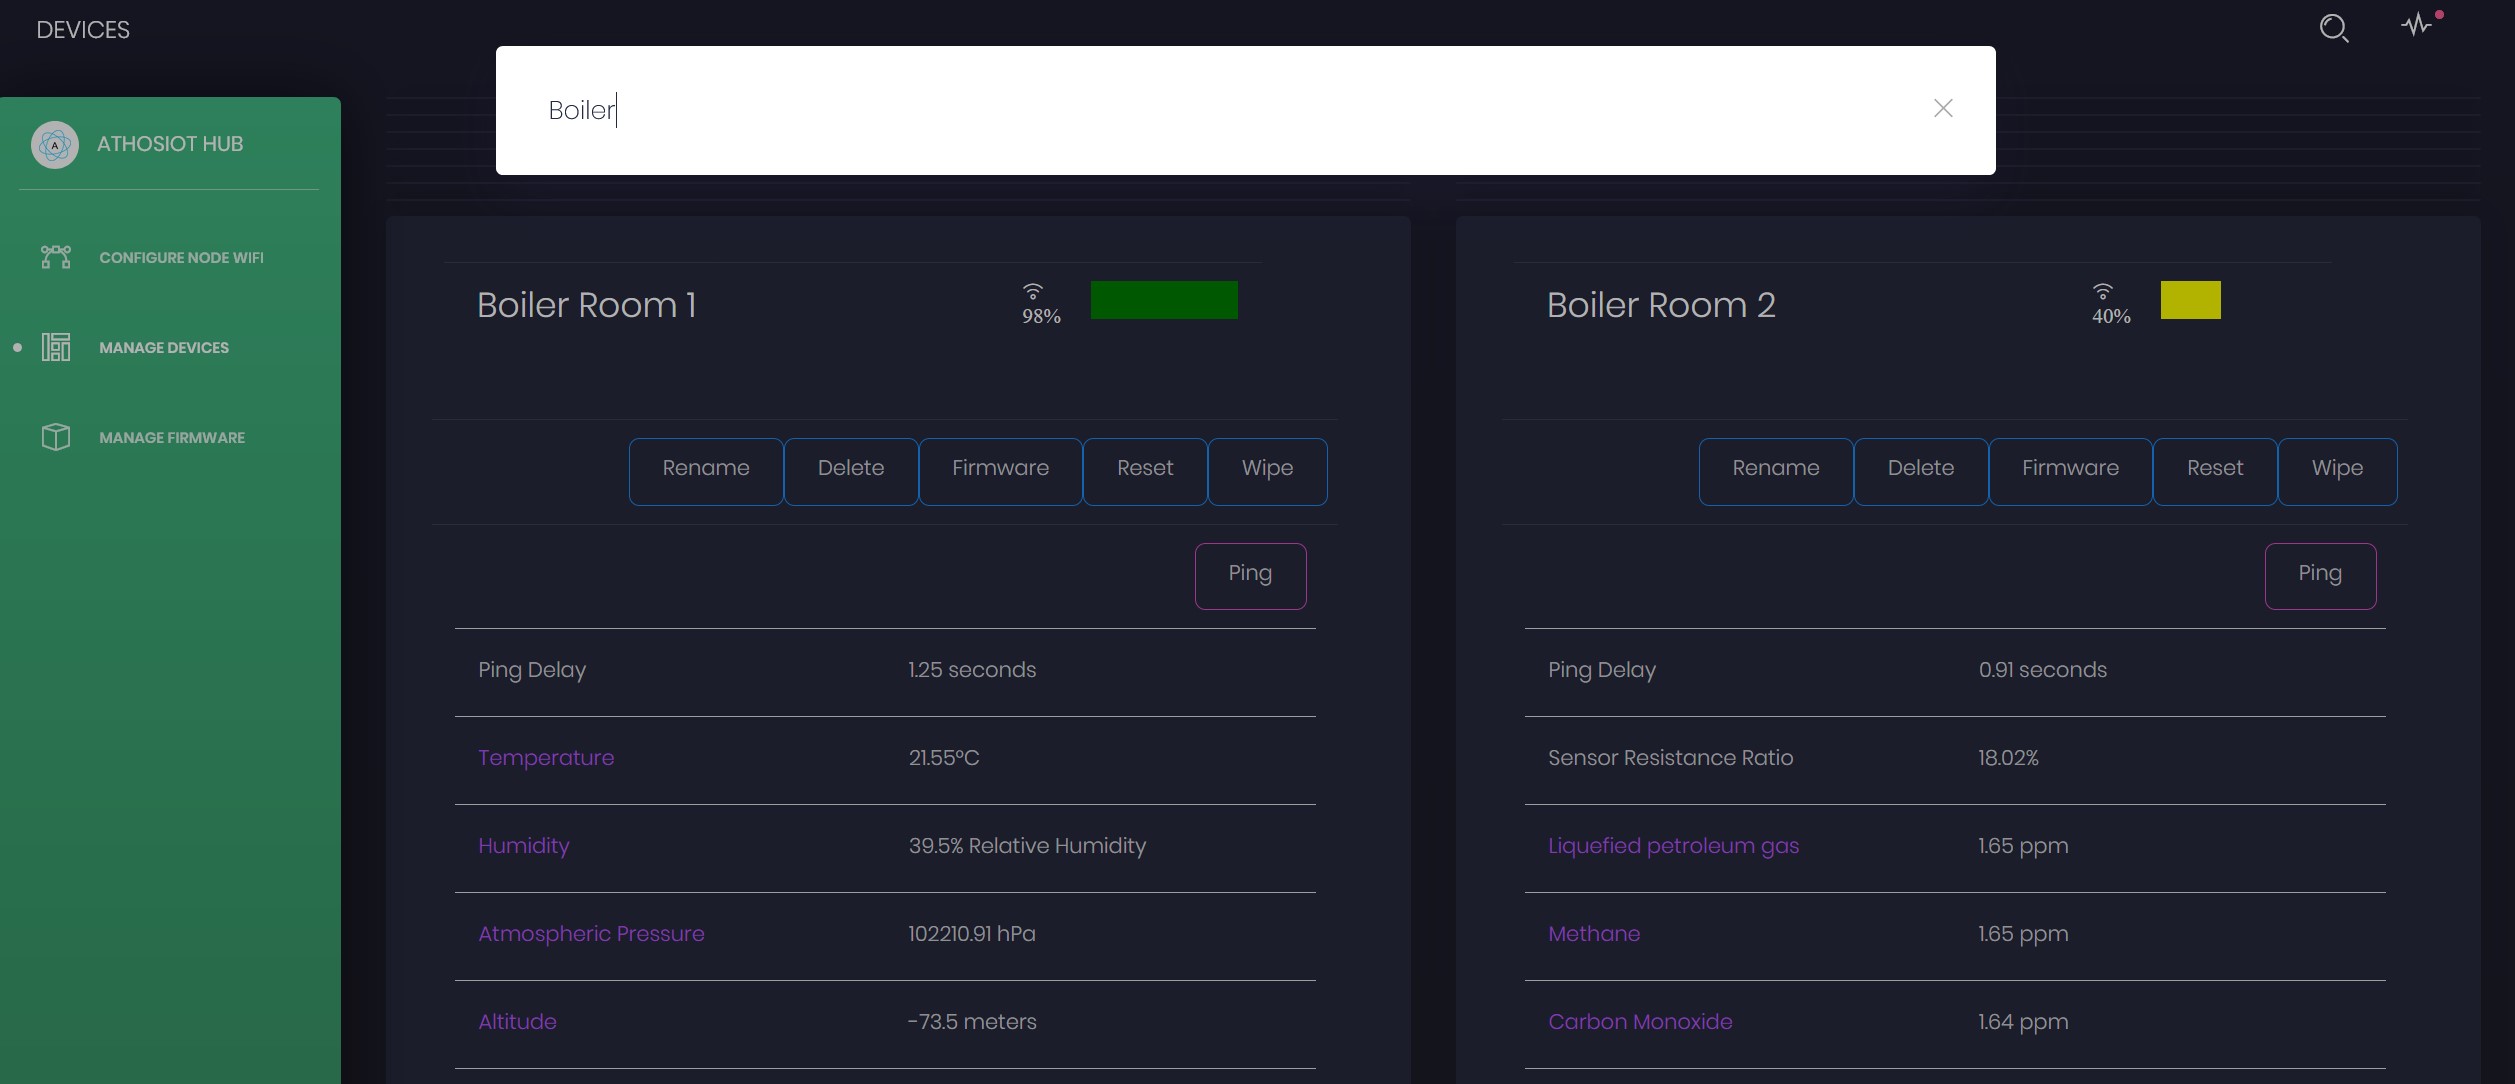 DEVICES
Boiler
A
ATHOSIOT HUB
CONFIGURE NODE WIFI
MANAGE DEVICES
MANAGE FIRMWARE
Boiler Room 1
98%
Rename Delete Firmware Reset Wipe
Ping
Ping Delay 1.25 seconds
Temperature 21.55°C
Humidity 39.5% Relative Humidity
Atmospheric Pressure 102210.91 hPa
Altitude -73.5 meters
Boiler Room 2
40%
Rename Delete Firmware Reset Wipe
Ping
Ping Delay 0.91 seconds
Sensor Resistance Ratio 18.02%
Liquefied petroleum gas 1.65 ppm
Methane 1.65 ppm
Carbon Monoxide 1.64 ppm